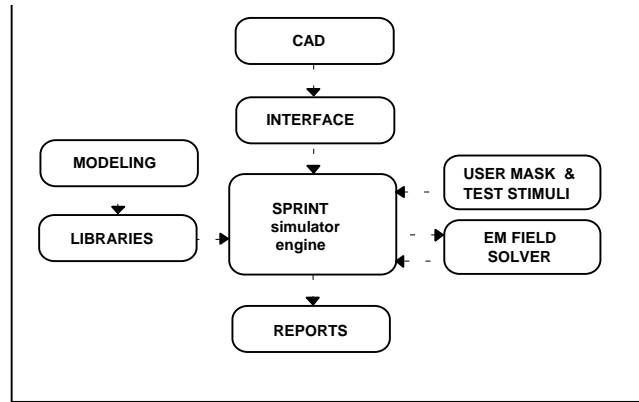 CAD
INTERFACE
MODELING
LIBRARIES
SPRINT
simulator
engine
USER MASK &
TEST STIMULI
EM FIELD
SOLVER
REPORTS